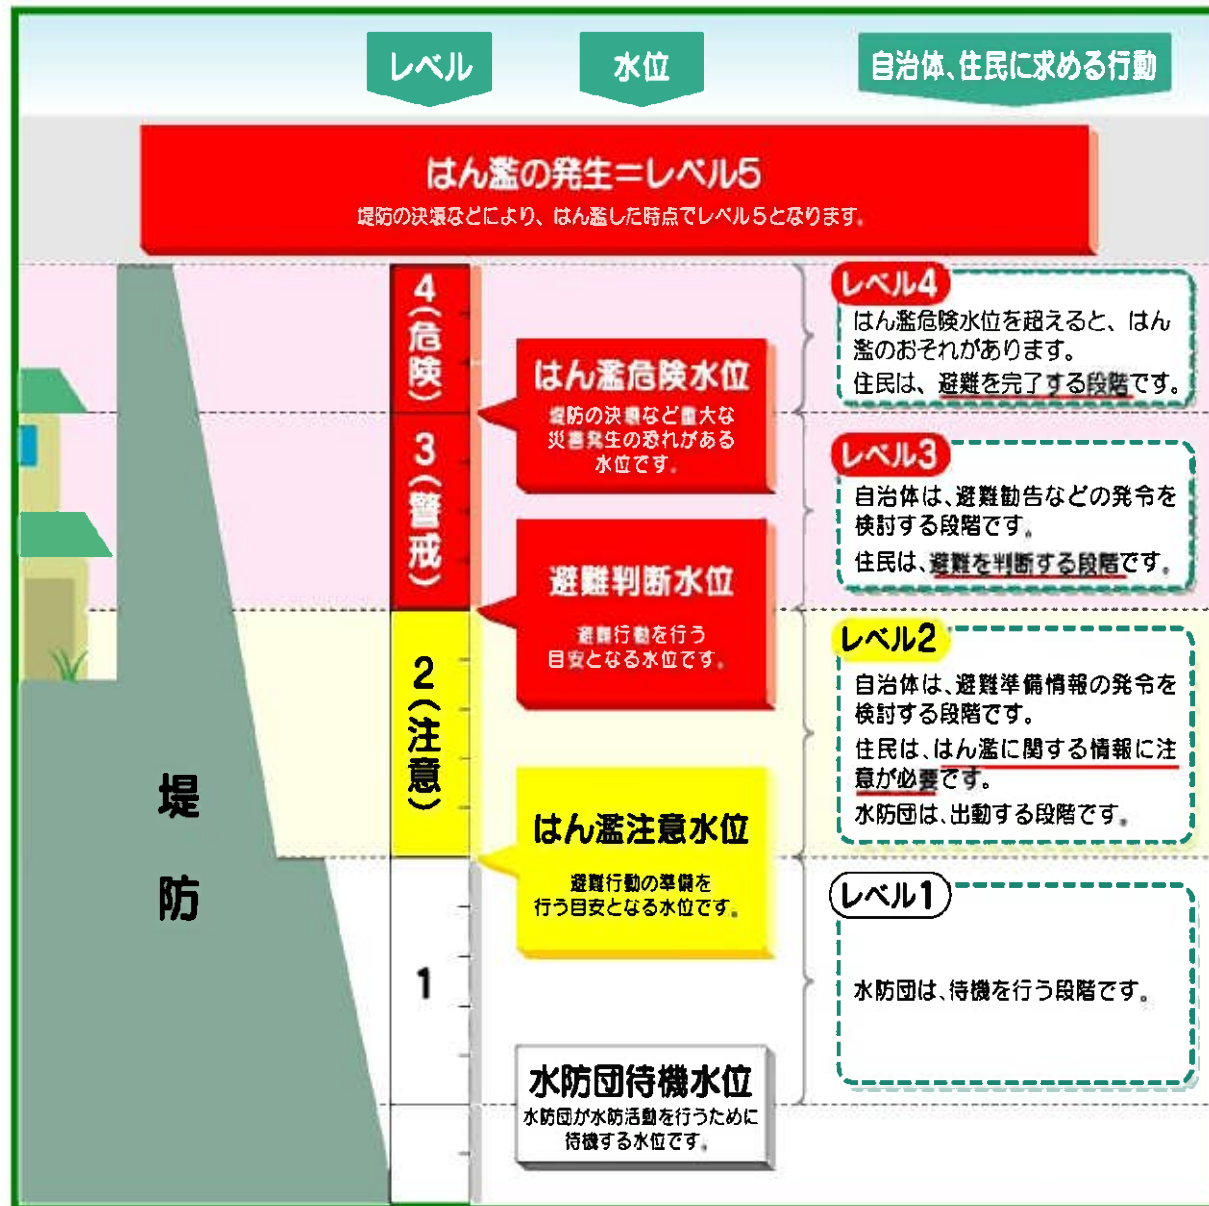 レベル
水位
自治体、住民に求める行動
はん濫の発生＝レベル5
堤防の決壊などにより、はん濫した時点でレベル5となります。
4（危険）
はん濫危険水位
堤防の決壊など重大な
災害発生の恐れがある
水位です。
レベル4
はん濫危険水位を超えると、はん
濫のおそれがあります。
住民は、避難を完了する段階です。
3（警戒）
避難判断水位
避難行動を行う
目安となる水位です。
レベル3
自治体は、避難勧告などの発令を
検討する段階です。
住民は、避難を判断する段階です。
2（注意）
はん濫注意水位
避難行動の準備を
行う目安となる水位です。
レベル2
自治体は、避難準備情報の発令を
検討する段階です。
住民は、はん濫に関する情報に注
意が必要です。
水防団は、出動する段階です。
堤防
1
水防団待機水位
水防団が水防活動を行うために
待機する水位です。
レベル1
水防団は、待機を行う段階です。